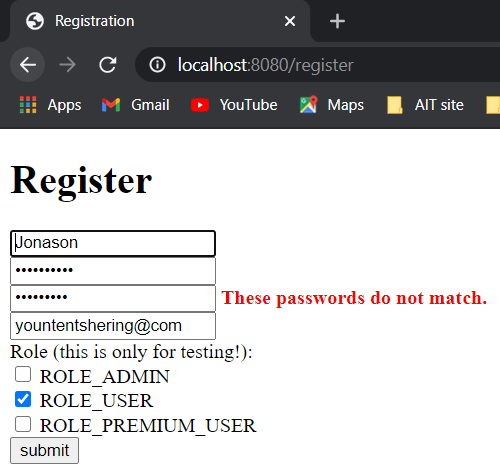 Registration
localhost:8080/register
Apps Gmail YouTube Maps AIT site
Register
Jonason
••••••••••
••••••••• These passwords do not match.
yountentshering@com
Role (this is only for testing!):
ROLE_ADMIN
ROLE_USER
ROLE_PREMIUM_USER
submit